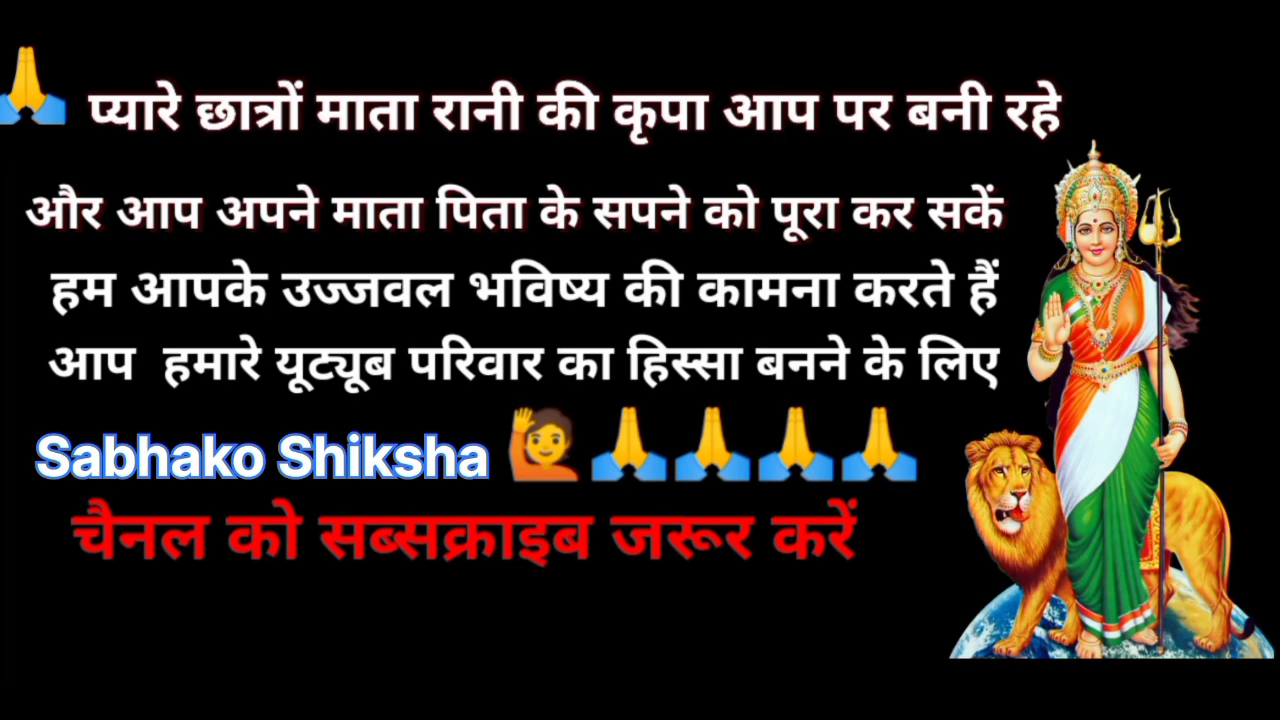 🙏 प्यारे छात्रों माता रानी की कृपा आप पर बनी रहे
और आप अपने माता पिता के सपने को पूरा कर सकें
हम आपके उज्जवल भविष्य की कामना करते हैं
आप हमारे यूट्यूब परिवार का हिस्सा बनने के लिए
Sabhako Shiksha 🙋🙏🙏🙏🙏
चैनल को सब्सक्राइब जरूर करें